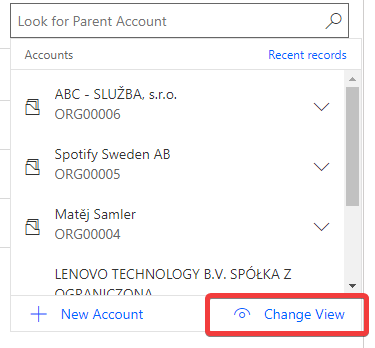 Look for Parent Account
Accounts Recent records
ABC - SLUŽBA, s.r.o.
ORG00006
Spotify Sweden AB
ORG00005
Matěj Samler
ORG00004
LENOVO TECHNOLOGY B.V. SPÓŁKA Z
OGRANICZONA
New Account Change View